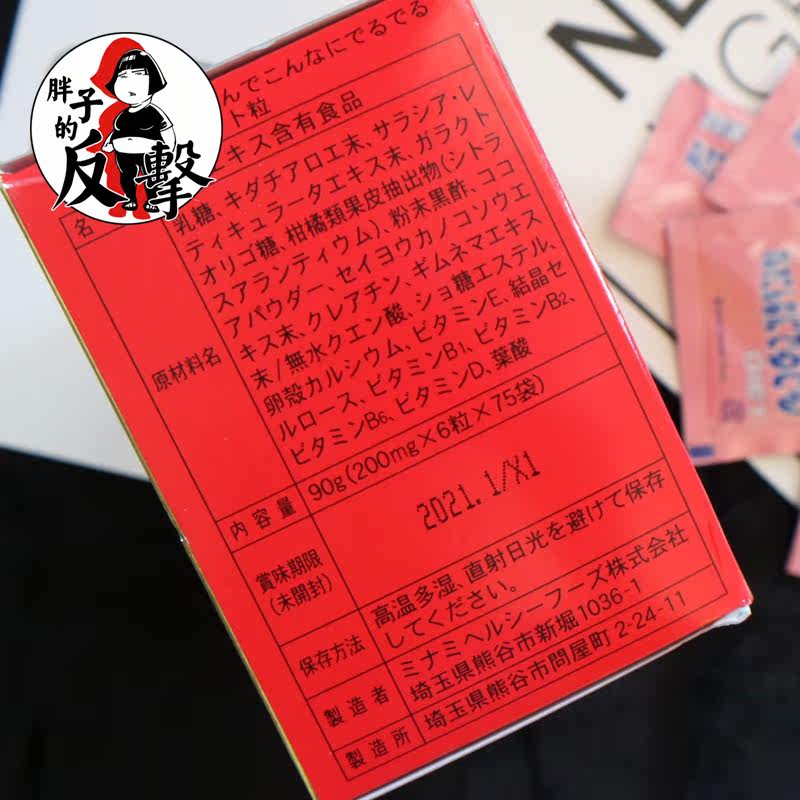 胖子的
反擊
んでこんなにでるでる
ト粒
キス含有食品
名
原材料名
乳糖、キダチアロエ末、サラシア・レ
ティキュラータエキス末、ガラクト
オリゴ糖、柑橘類果皮抽出物(シトラ
スアランティウム)、粉末黒酢、ココ
アパウダー、セイヨウカノコソウエ
キス末、クレアチン、ギムネマエキス
末/無水クエン酸、ショ糖エステル、
卵殻カルシウム、ビタミンE、結晶セ
ルロース、ビタミンB1、ビタミンB2、
ビタミンB6、ビタミンD、葉酸
内容量
90g(200mg×6粒×75袋)
賞味期限
(未開封)
2021.1/X1
保存方法
高温多湿、直射日光を避けて保存
してください。
製造者
ミナミヘルシーフーズ株式会社
埼玉県熊谷市新堀1036-1
製造所
埼玉県熊谷市問屋町2-24-11